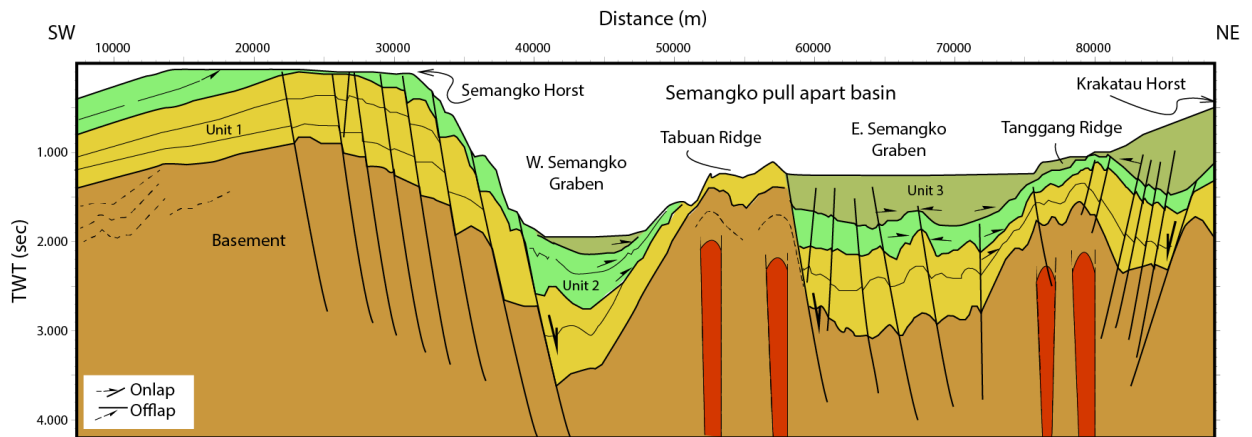 Distance (m)
SW
NE
10000 20000 30000 40000 50000 60000 70000 80000
Semangko Horst
Semangko pull apart basin
Krakatau Horst
Tabuan Ridge
E. Semangko
Graben
Tanggang Ridge
W. Semangko
Graben
Unit 1
Unit 3
Basement
Unit 2
TWT (sec)
1.000
2.000
3.000
4.000
Onlap
Offlap